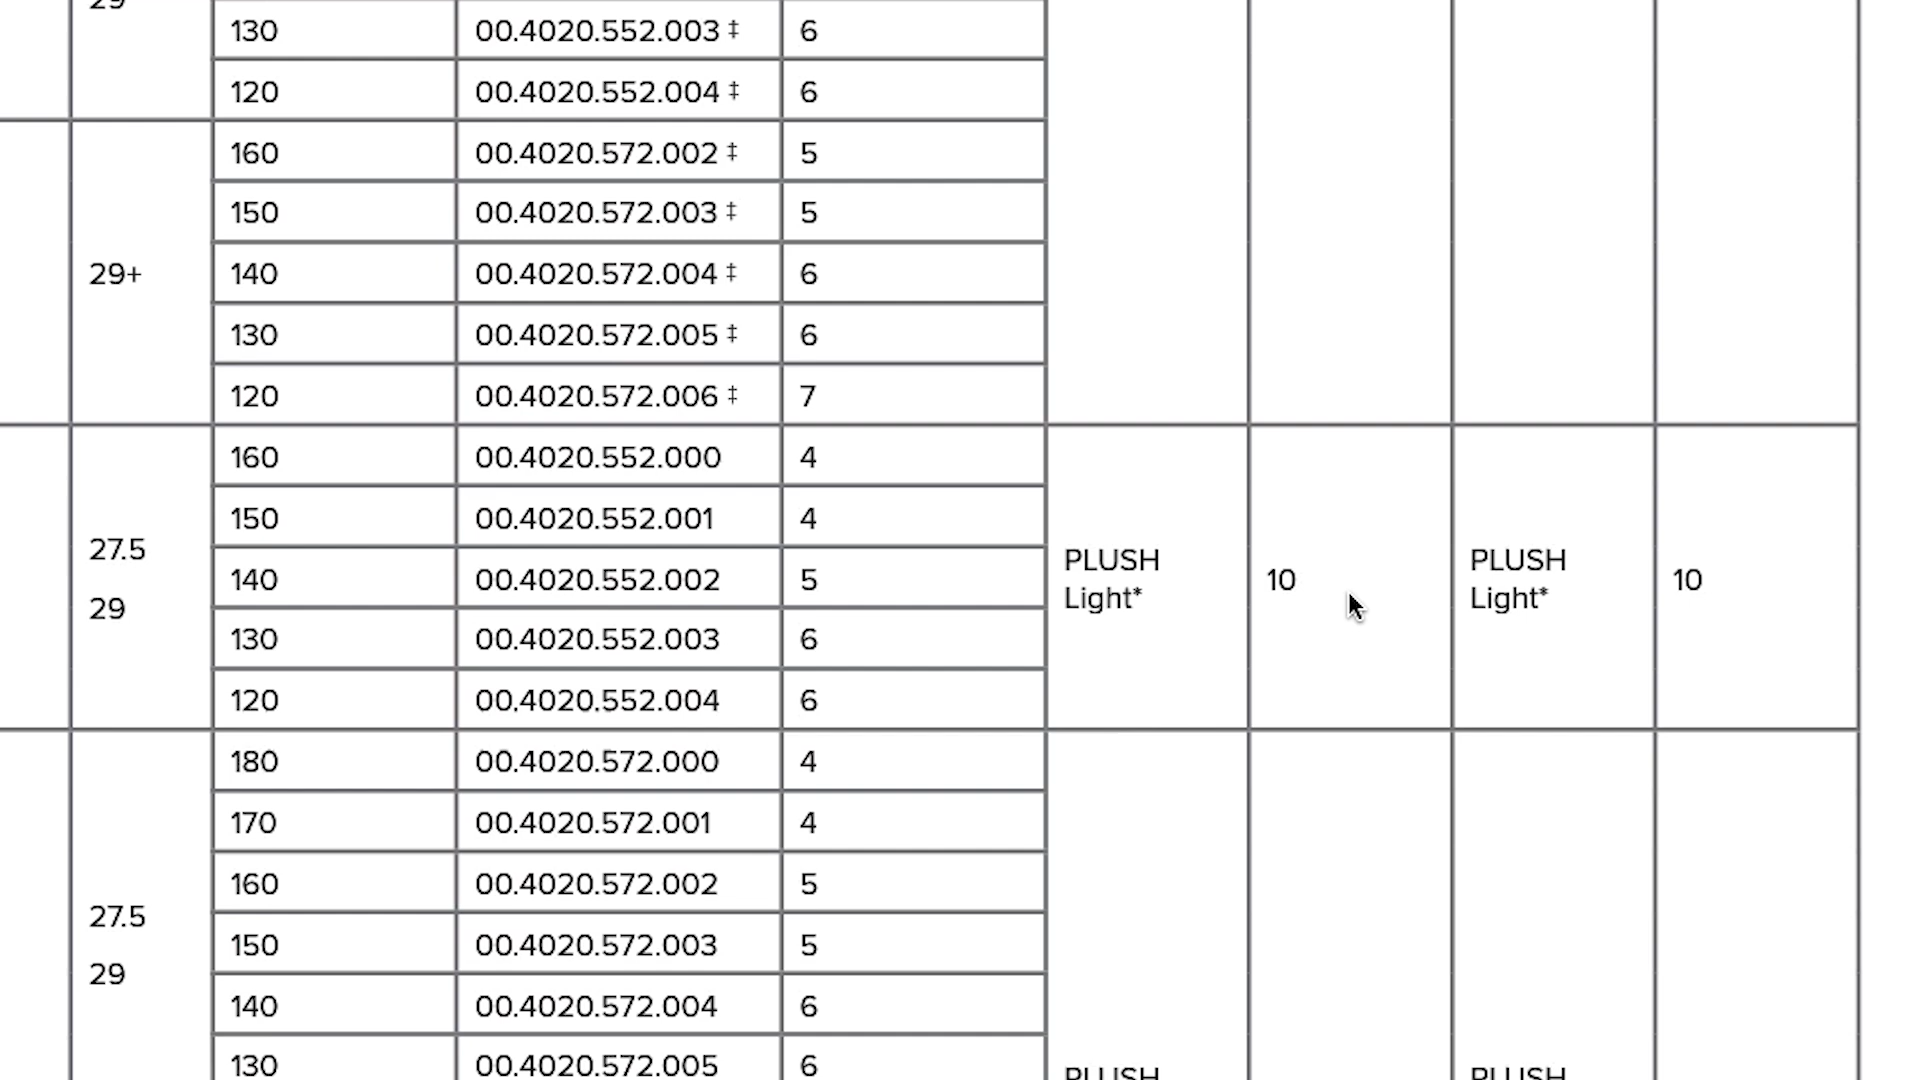 29
130 00.4020.552.003 ‡ 6
120 00.4020.552.004 ‡ 6
160 00.4020.572.002 ‡ 5
150 00.4020.572.003 ‡ 5
29+ 140 00.4020.572.004 ‡ 6
130 00.4020.572.005 ‡ 6
120 00.4020.572.006 ‡ 7
160 00.4020.552.000 4
150 00.4020.552.001 4
27.5
29
140 00.4020.552.002 5
PLUSH
Light*
10
PLUSH
Light*
10
130 00.4020.552.003 6
120 00.4020.552.004 6
180 00.4020.572.000 4
170 00.4020.572.001 4
160 00.4020.572.002 5
27.5
29
150 00.4020.572.003 5
140 00.4020.572.004 6
130 00.4020.572.005 6
PLUSH
PLUSH